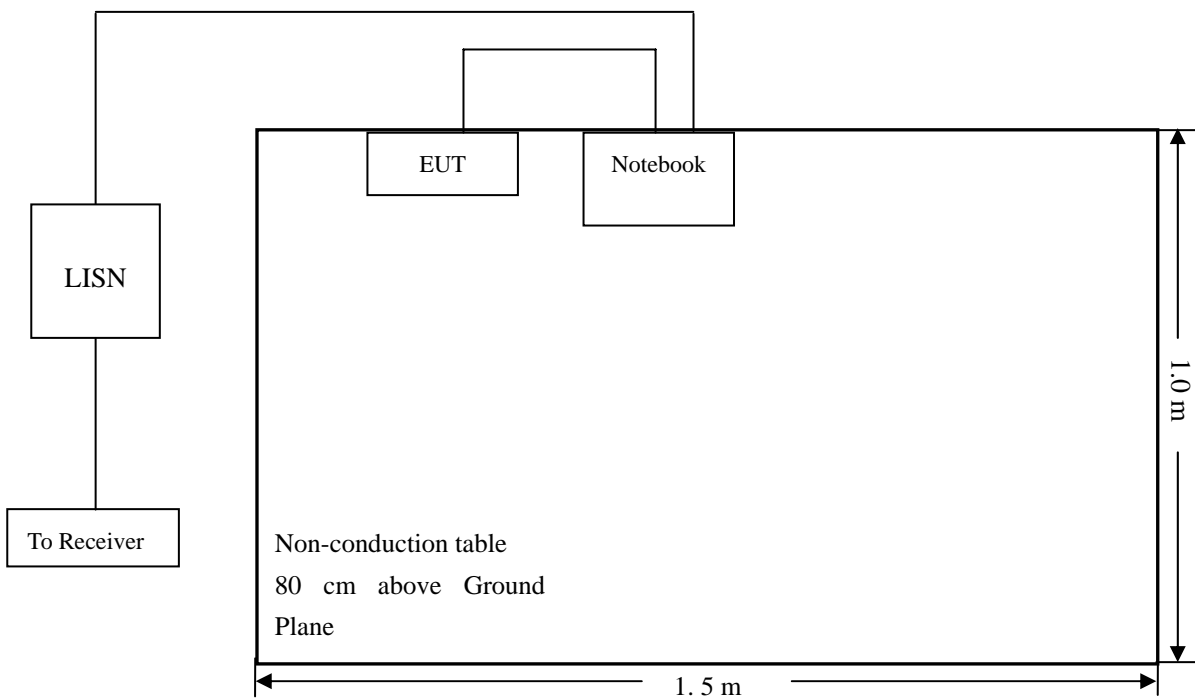 EUT
Notebook
LISN
1.0 m
To Receiver
Non-conduction table
80 cm above Ground
Plane
1. 5 m